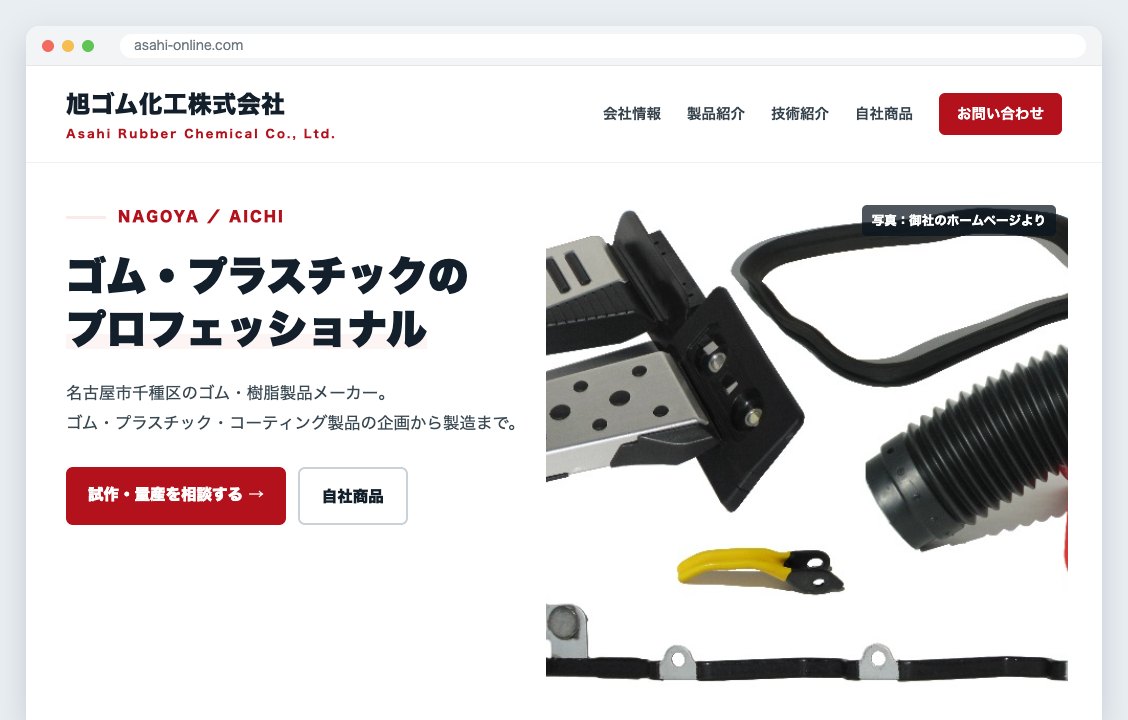 asahi-online.com
旭ゴム化工株式会社
Asahi Rubber Chemical Co., Ltd.
会社情報 製品紹介 技術紹介 自社商品 お問い合わせ
NAGOYA ／ AICHI
写真：御社のホームページより
ゴム・プラスチックの
プロフェッショナル
名古屋市千種区のゴム・樹脂製品メーカー。
ゴム・プラスチック・コーティング製品の企画から製造まで。
試作・量産を相談する → 自社商品